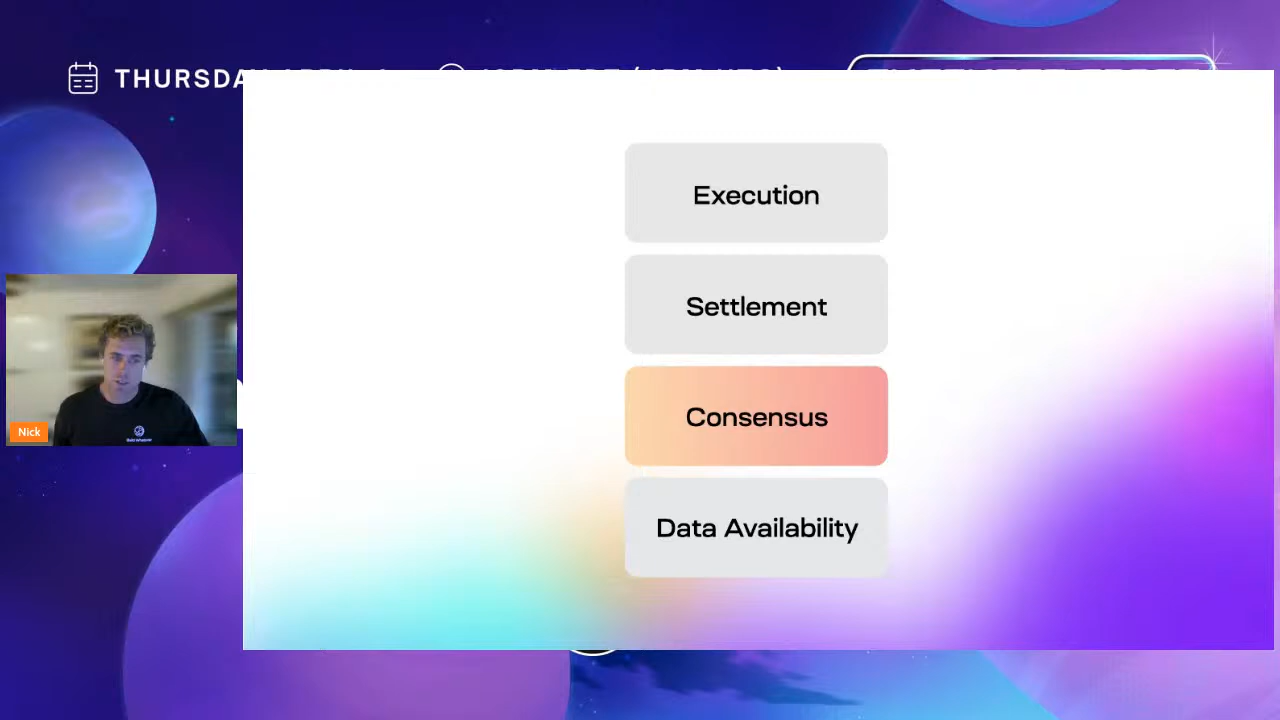 THURSDA
Execution
Settlement
Consensus
Data Availability
Nick